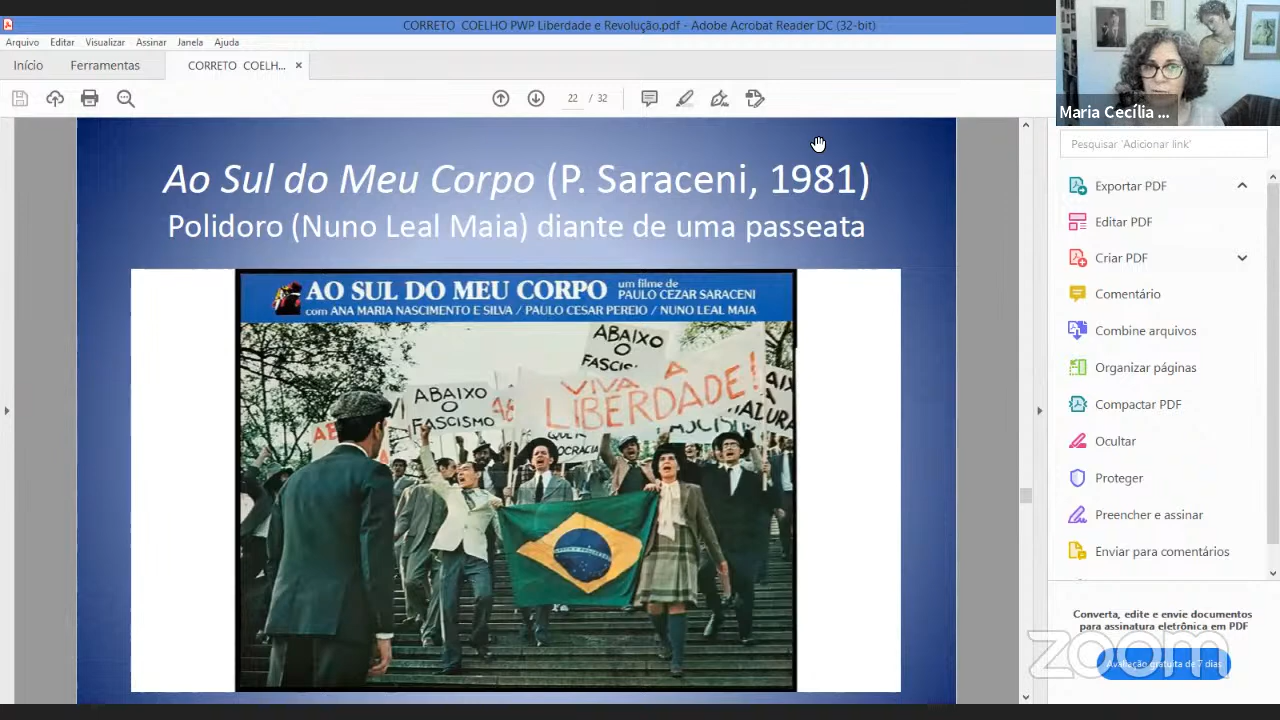 CORRETO COELHO PWP Liberdade e Revolução.pdf - Adobe Acrobat Reader DC (32-bit)
Arquivo Editar Visualizar Assinar Janela Ajuda
Início Ferramentas CORRETO COELH... ×
22 / 32
Maria Cecília ...
Ao Sul do Meu Corpo (P. Saraceni, 1981)
Polidoro (Nuno Leal Maia) diante de uma passeata
AO SUL DO MEU CORPO
um filme de
PAULO CEZAR SARACENI
com ANA MARIA NASCIMENTO E SILVA / PAULO CESAR PEREIO / NUNO LEAL MAIA
ABAIXO
O
FASCIS
VIVA A
LIBERDADE!
ABAIXO
O
FASCISMO
Pesquisar 'Adicionar link'
Exportar PDF
Editar PDF
Criar PDF
Comentário
Combine arquivos
Organizar páginas
Compactar PDF
Ocultar
Proteger
Preencher e assinar
Enviar para comentários
Converta, edite e envie documentos
para assinatura eletrônica em PDF
Avaliação gratuita de 7 dias
zoom